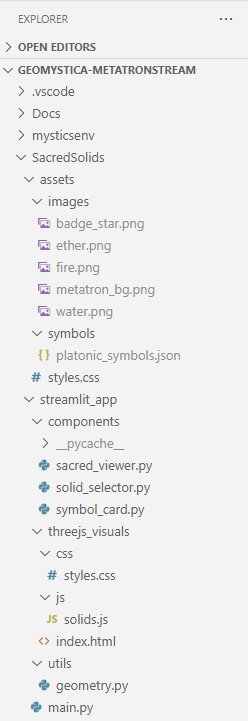 EXPLORER
OPEN EDITORS
GEOMYSTICA-METATRONSTREAM
.vscode
Docs
mysticsenv
SacredSolids
assets
images
badge_star.png
ether.png
fire.png
metatron_bg.png
water.png
symbols
{ } platonic_symbols.json
# styles.css
streamlit_app
components
__pycache__
sacred_viewer.py
solid_selector.py
symbol_card.py
threejs_visuals
css
# styles.css
js
JS solids.js
<> index.html
utils
geometry.py
main.py